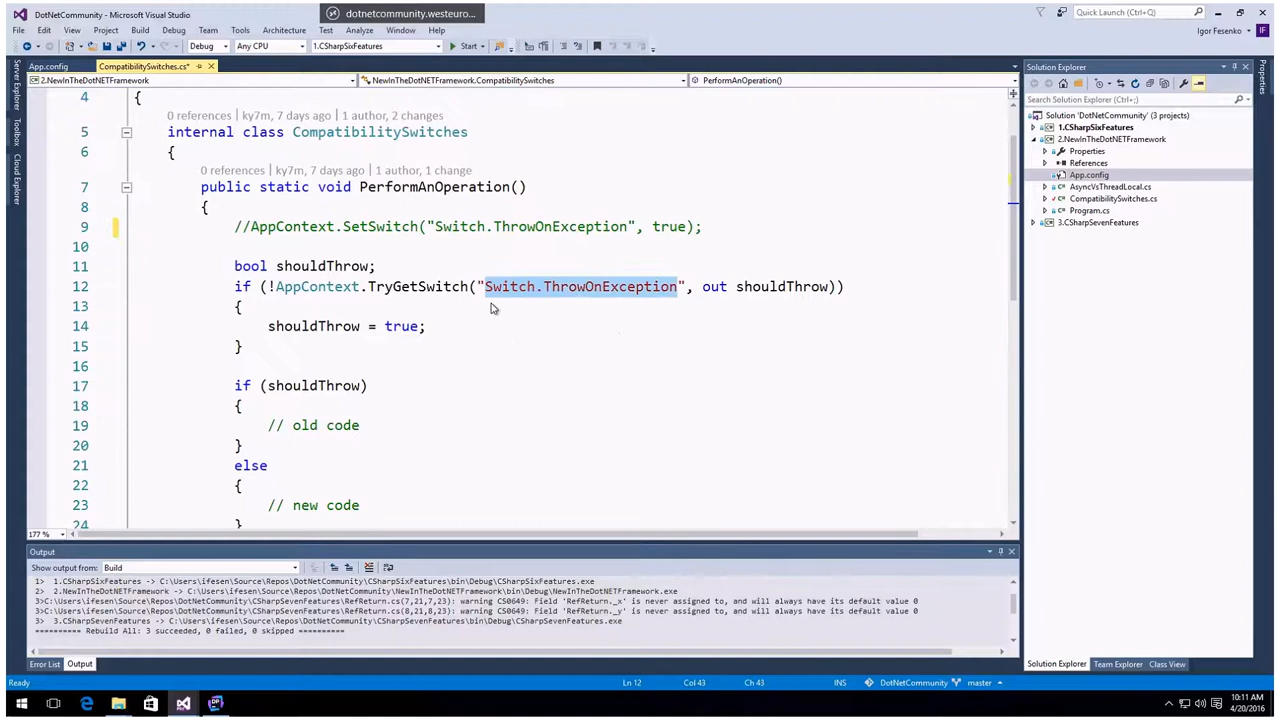 DotNetCommunity - Microsoft Visual Studio
dotnetcommunity.westeuro...
Quick Launch (Ctrl+Q)
File Edit View Project Build Debug Team Tools Architecture Test Analyze Window Help
Igor Fesenko
IF
Debug Any CPU 1.CSharpSixFeatures Start
App.config CompatibilitySwitches.cs*
2.NewInTheDotNETFramework NewInTheDotNETFramework.CompatibilitySwitches PerformAnOperation()
Server Explorer
Toolbox
Cloud Explorer
4 {
0 references | ky7m, 7 days ago | 1 author, 2 changes
5 internal class CompatibilitySwitches
6 {
0 references | ky7m, 7 days ago | 1 author, 1 change
7 public static void PerformAnOperation()
8 {
9 //AppContext.SetSwitch("Switch.ThrowOnException", true);
10
11 bool shouldThrow;
12 if (!AppContext.TryGetSwitch("Switch.ThrowOnException", out shouldThrow))
13 {
14 shouldThrow = true;
15 }
16
17 if (shouldThrow)
18 {
19 // old code
20 }
21 else
22 {
23 // new code
24 }
177 %
Output
Show output from: Build
1> 1.CSharpSixFeatures -> C:\Users\ifesen\Source\Repos\DotNetCommunity\CSharpSixFeatures\bin\Debug\CSharpSixFeatures.exe
2> 2.NewInTheDotNETFramework -> C:\Users\ifesen\Source\Repos\DotNetCommunity\NewInTheDotNETFramework\bin\Debug\NewInTheDotNETFramework.exe
3>C:\Users\ifesen\Source\Repos\DotNetCommunity\CSharpSevenFeatures\RefReturn.cs(7,21,7,23): warning CS0649: Field 'RefReturn._x' is never assigned to, and will always have its default value 0
3>C:\Users\ifesen\Source\Repos\DotNetCommunity\CSharpSevenFeatures\RefReturn.cs(8,21,8,23): warning CS0649: Field 'RefReturn._y' is never assigned to, and will always have its default value 0
3> 3.CSharpSevenFeatures -> C:\Users\ifesen\Source\Repos\DotNetCommunity\CSharpSevenFeatures\bin\Debug\CSharpSevenFeatures.exe
========== Rebuild All: 3 succeeded, 0 failed, 0 skipped ==========
Error List Output
Solution Explorer
Search Solution Explorer (Ctrl+;)
Solution 'DotNetCommunity' (3 projects)
1.CSharpSixFeatures
2.NewInTheDotNETFramework
Properties
References
App.config
AsyncVsThreadLocal.cs
CompatibilitySwitches.cs
Program.cs
3.CSharpSevenFeatures
Solution Explorer Team Explorer Class View
Properties
Ready Ln 12 Col 43 Ch 43 INS DotNetCommunity master
10:11 AM
4/20/2016